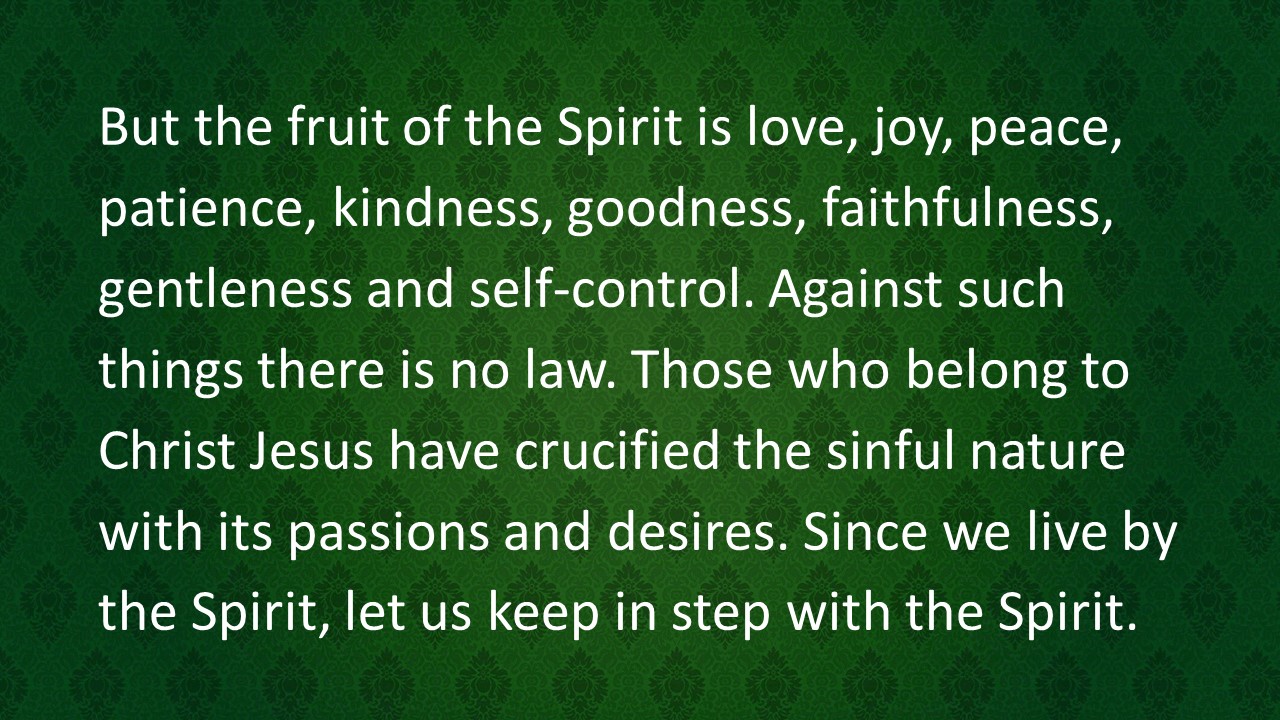 But the fruit of the Spirit is love, joy, peace,
patience, kindness, goodness, faithfulness,
gentleness and self-control. Against such
things there is no law. Those who belong to
Christ Jesus have crucified the sinful nature
with its passions and desires. Since we live by
the Spirit, let us keep in step with the Spirit.